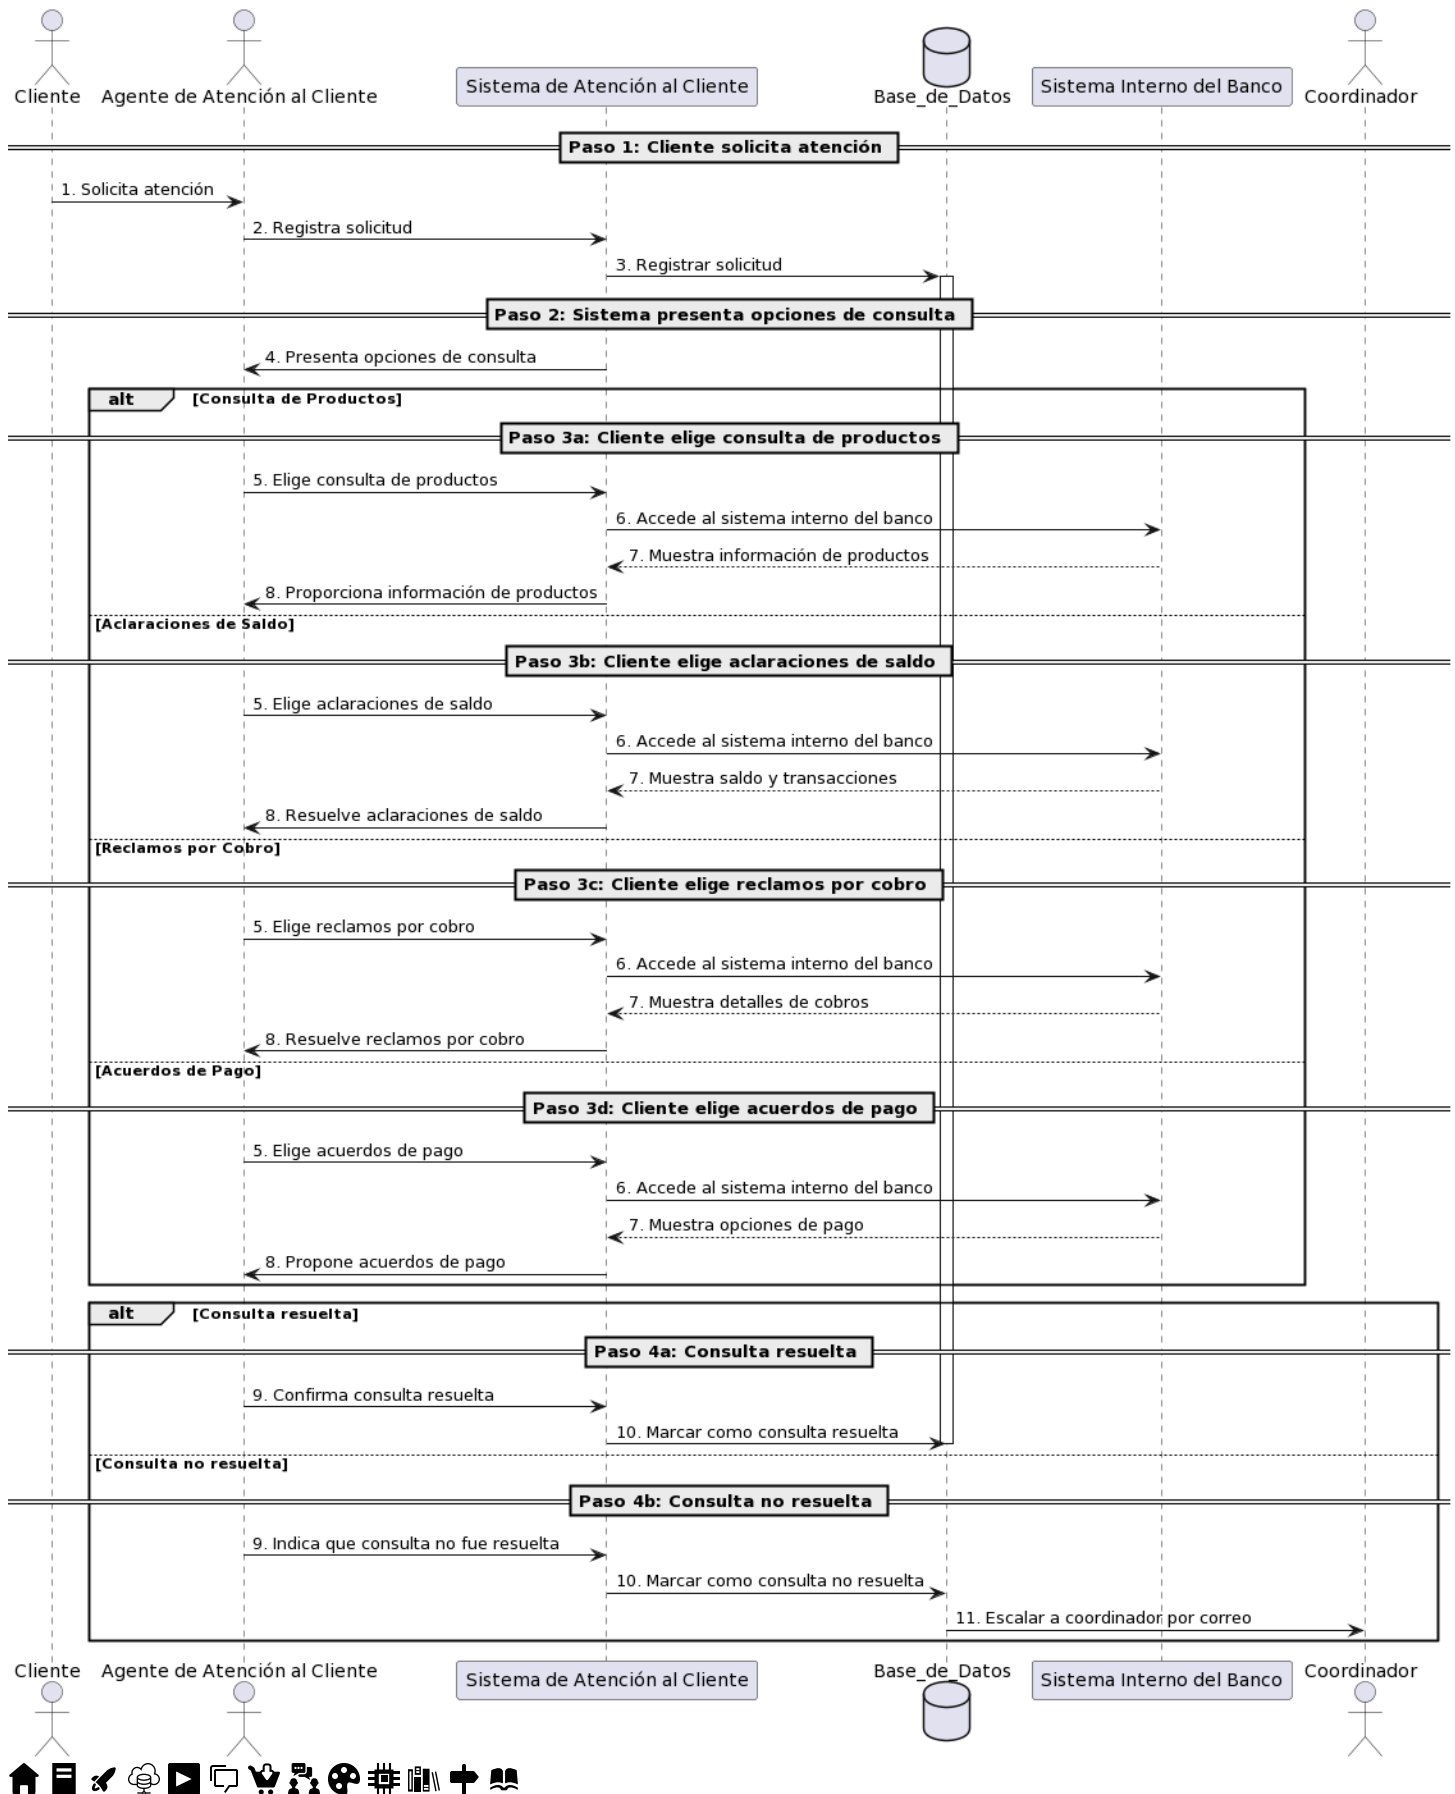 Cliente
Agente de Atención al Cliente
Sistema de Atención al Cliente
Base_de_Datos
Sistema Interno del Banco
Coordinador
Paso 1: Cliente solicita atención
1. Solicita atención
2. Registra solicitud
3. Registrar solicitud
Paso 2: Sistema presenta opciones de consulta
4. Presenta opciones de consulta
alt
[Consulta de Productos]
Paso 3a: Cliente elige consulta de productos
5. Elige consulta de productos
6. Accede al sistema interno del banco
7. Muestra información de productos
8. Proporciona información de productos
[Aclaraciones de Saldo]
Paso 3b: Cliente elige aclaraciones de saldo
5. Elige aclaraciones de saldo
6. Accede al sistema interno del banco
7. Muestra saldo y transacciones
8. Resuelve aclaraciones de saldo
[Reclamos por Cobro]
Paso 3c: Cliente elige reclamos por cobro
5. Elige reclamos por cobro
6. Accede al sistema interno del banco
7. Muestra detalles de cobros
8. Resuelve reclamos por cobro
[Acuerdos de Pago]
Paso 3d: Cliente elige acuerdos de pago
5. Elige acuerdos de pago
6. Accede al sistema interno del banco
7. Muestra opciones de pago
8. Propone acuerdos de pago
alt
[Consulta resuelta]
Paso 4a: Consulta resuelta
9. Confirma consulta resuelta
10. Marcar como consulta resuelta
[Consulta no resuelta]
Paso 4b: Consulta no resuelta
9. Indica que consulta no fue resuelta
10. Marcar como consulta no resuelta
11. Escalar a coordinador por correo
Cliente
Agente de Atención al Cliente
Sistema de Atención al Cliente
Base_de_Datos
Sistema Interno del Banco
Coordinador